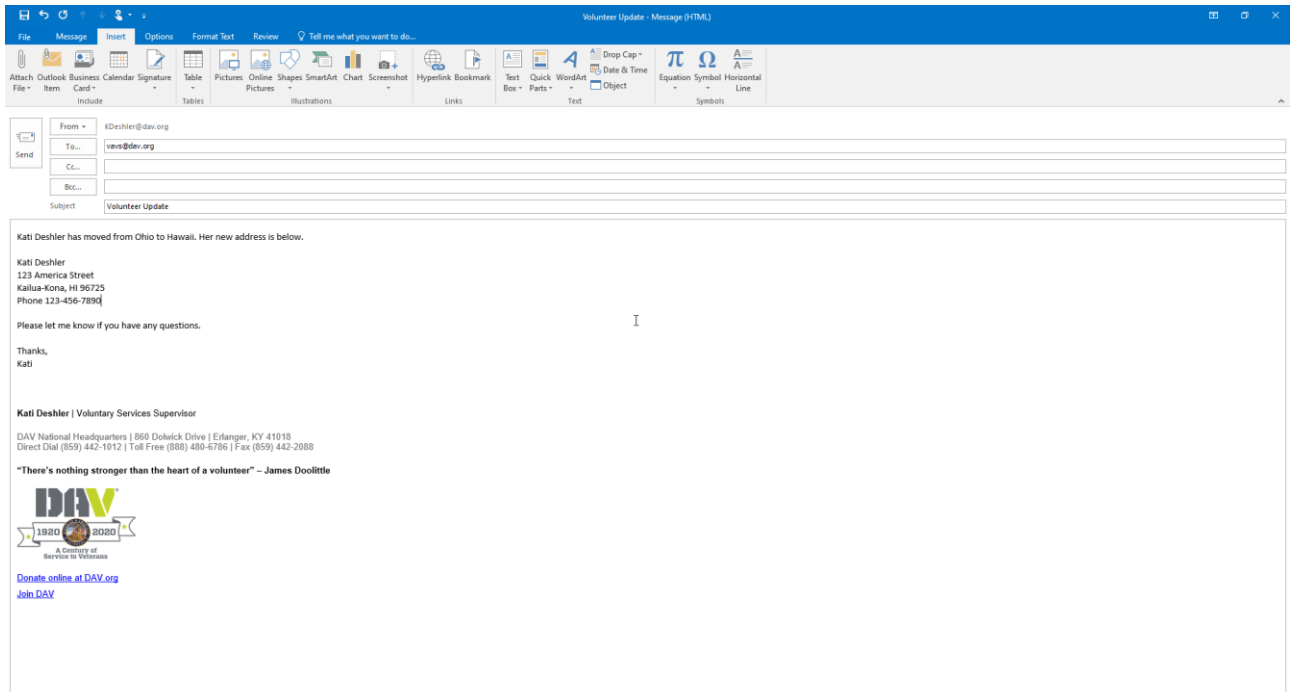 Volunteer Update - Message (HTML)
File Message Insert Options Format Text Review Tell me what you want to do...
Attach File Outlook Item Business Card Calendar Signature Table Pictures Online Pictures Shapes SmartArt Chart Screenshot Hyperlink Bookmark Text Box Quick Parts WordArt Drop Cap Date & Time Object Equation Symbol Horizontal Line
Include Tables Illustrations Links Text Symbols
From KDeshler@dav.org
Send
To... vavs@dav.org
Cc...
Bcc...
Subject Volunteer Update
Kati Deshler has moved from Ohio to Hawaii. Her new address is below.
Kati Deshler
123 America Street
Kailua-Kona, HI 96725
Phone 123-456-7890
Please let me know if you have any questions.
Thanks,
Kati
Kati Deshler | Voluntary Services Supervisor
DAV National Headquarters | 860 Dolwick Drive | Erlanger, KY 41018
Direct Dial (859) 442-1012 | Toll Free (888) 480-6786 | Fax (859) 442-2088
“There’s nothing stronger than the heart of a volunteer” – James Doolittle
DAV
1920 2020
A Century of
Service to Veterans
Donate online at DAV.org
Join DAV